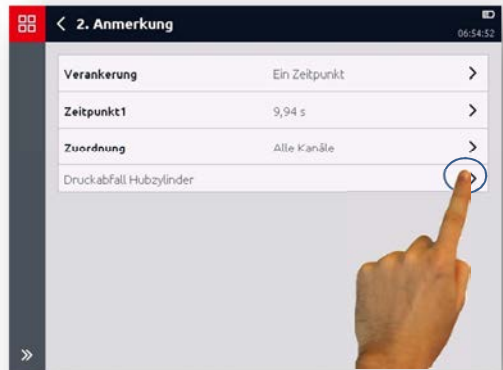 2. Anmerkung
06:54:52
Verankerung Ein Zeitpunkt
Zeitpunkt1 9,94 s
Zuordnung Alle Kanäle
Druckabfall Hubzylinder